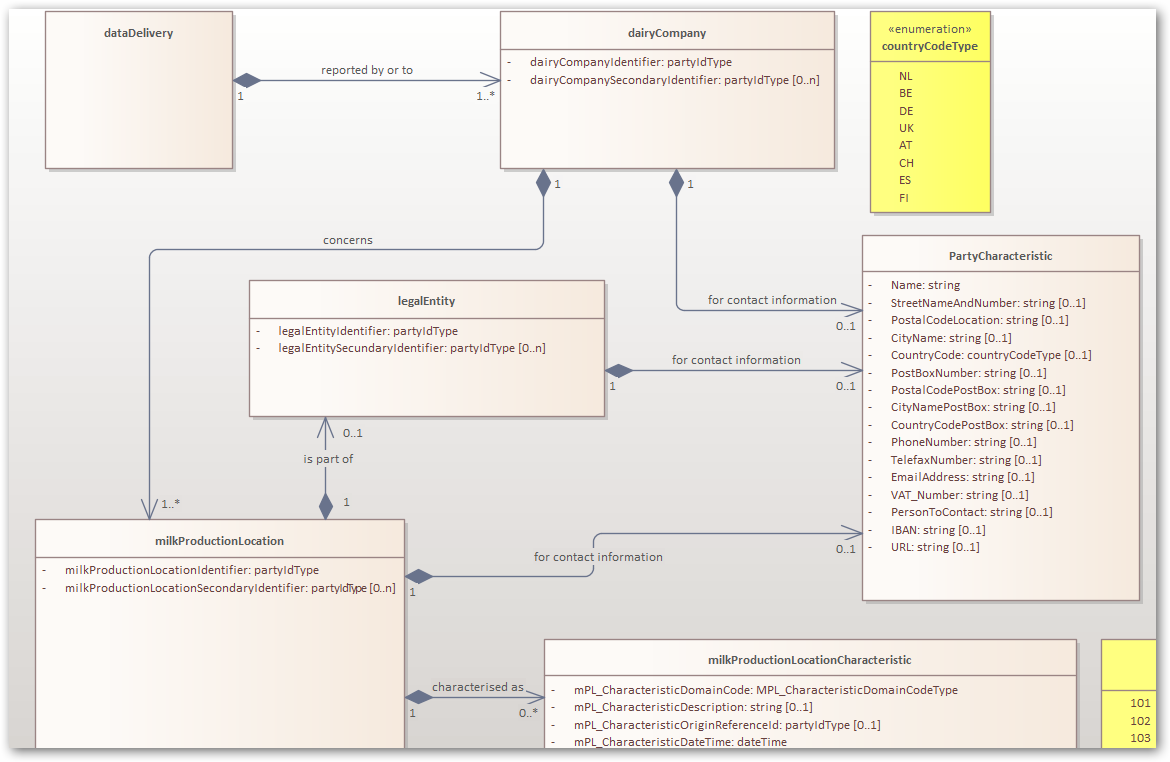 dataDelivery
reported by or to
1
1..*
dairyCompany
- dairyCompanyIdentifier: partyIdType
- dairyCompanySecondaryIdentifier: partyIdType [0..n]
«enumeration»
countryCodeType
NL
BE
DE
UK
AT
CH
ES
FI
1
1
concerns
1..*
for contact information
0..1
legalEntity
- legalEntityIdentifier: partyIdType
- legalEntitySecundaryIdentifier: partyIdType [0..n]
for contact information
1
0..1
PartyCharacteristic
- Name: string
- StreetNameAndNumber: string [0..1]
- PostalCodeLocation: string [0..1]
- CityName: string [0..1]
- CountryCode: countryCodeType [0..1]
- PostBoxNumber: string [0..1]
- PostalCodePostBox: string [0..1]
- CityNamePostBox: string [0..1]
- CountryCodePostBox: string [0..1]
- PhoneNumber: string [0..1]
- TelefaxNumber: string [0..1]
- EmailAddress: string [0..1]
- VAT_Number: string [0..1]
- PersonToContact: string [0..1]
- IBAN: string [0..1]
- URL: string [0..1]
0..1
is part of
1
milkProductionLocation
- milkProductionLocationIdentifier: partyIdType
- milkProductionLocationSecondaryIdentifier: partyIdType [0..n]
for contact information
1
0..1
characterised as
1
0..*
milkProductionLocationCharacteristic
- mPL_CharacteristicDomainCode: MPL_CharacteristicDomainCodeType
- mPL_CharacteristicDescription: string [0..1]
- mPL_CharacteristicOriginReferenceId: partyIdType [0..1]
- mPL_CharacteristicDateTime: dateTime
101
102
103